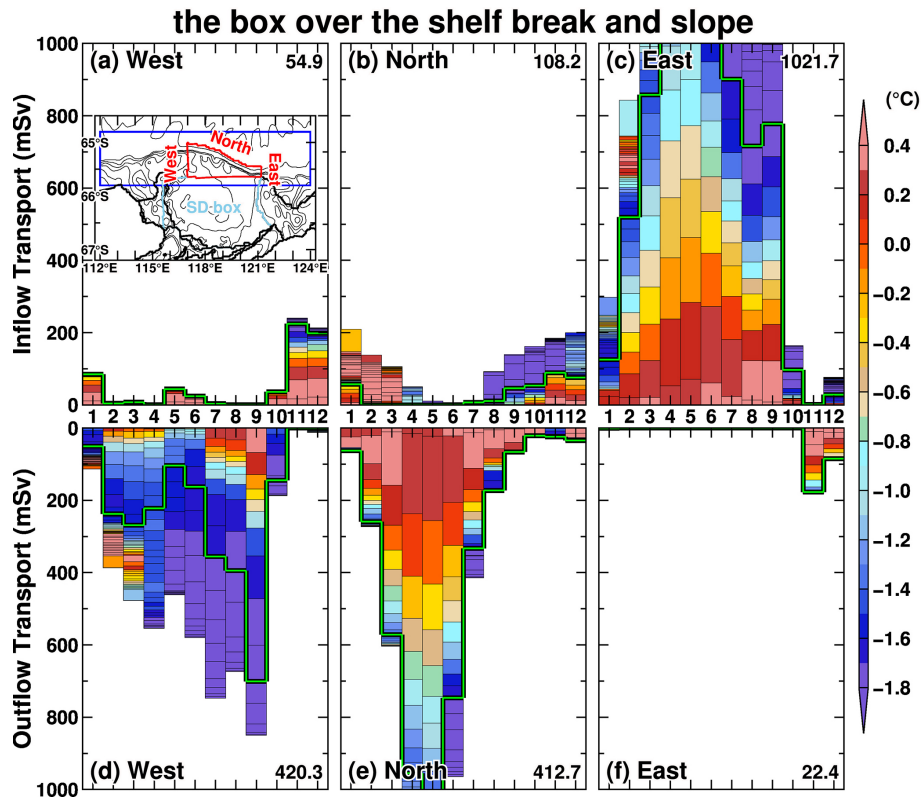 the box over the shelf break and slope
(a) West 54.9
(b) North 108.2
(c) East 1021.7
(°C)
Inflow Transport (mSv)
1000
800
600
400
200
0
65°S
66°S
67°S
112°E 115°E 118°E 121°E 124°E
West
North
East
SD-box
1 2 3 4 5 6 7 8 9 10 11 12
1 2 3 4 5 6 7 8 9 10 11 12
1 2 3 4 5 6 7 8 9 10 11 12
Outflow Transport (mSv)
0
200
400
600
800
1000
(d) West 420.3
(e) North 412.7
(f) East 22.4
0.4
0.2
0.0
−0.2
−0.4
−0.6
−0.8
−1.0
−1.2
−1.4
−1.6
−1.8